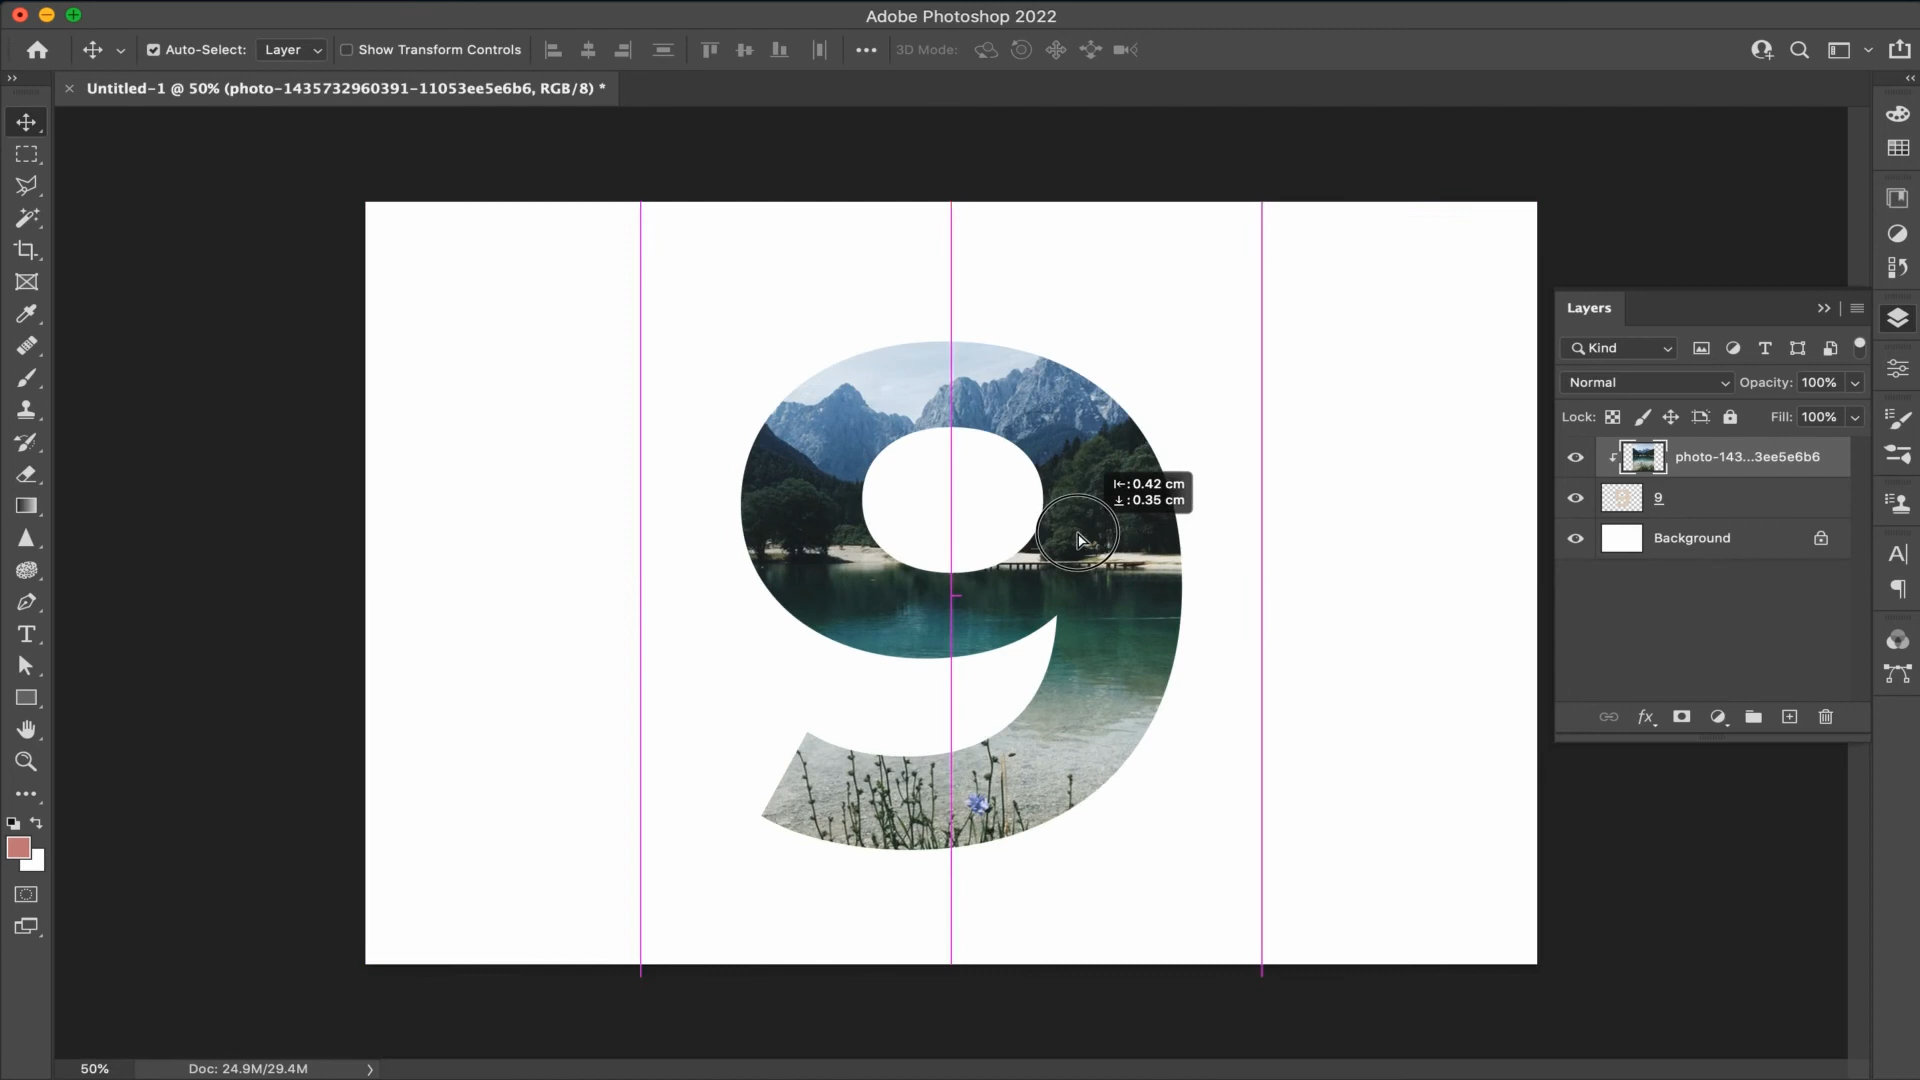 Adobe Photoshop 2022
Auto-Select: Layer Show Transform Controls 3D Mode:
Untitled-1 @ 50% (photo-1435732960391-11053ee5e6b6, RGB/8) *
9
0.42 cm
0.35 cm
Layers
Kind
Normal Opacity: 100%
Lock: Fill: 100%
photo-143...3ee5e6b6
9
Background
fx
50% Doc: 24.9M/29.4M